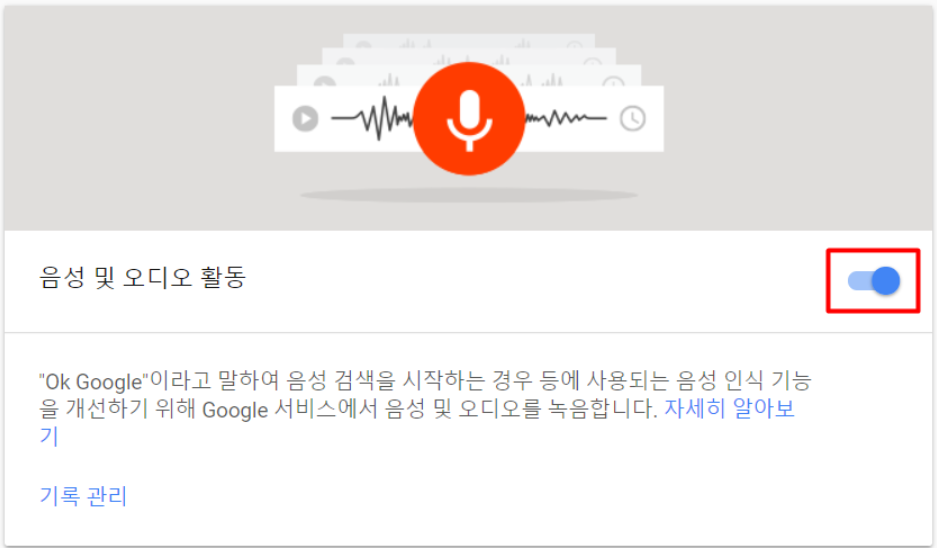 음성 및 오디오 활동
"Ok Google"이라고 말하여 음성 검색을 시작하는 경우 등에 사용되는 음성 인식 기능
을 개선하기 위해 Google 서비스에서 음성 및 오디오를 녹음합니다. 자세히 알아보
기
기록 관리